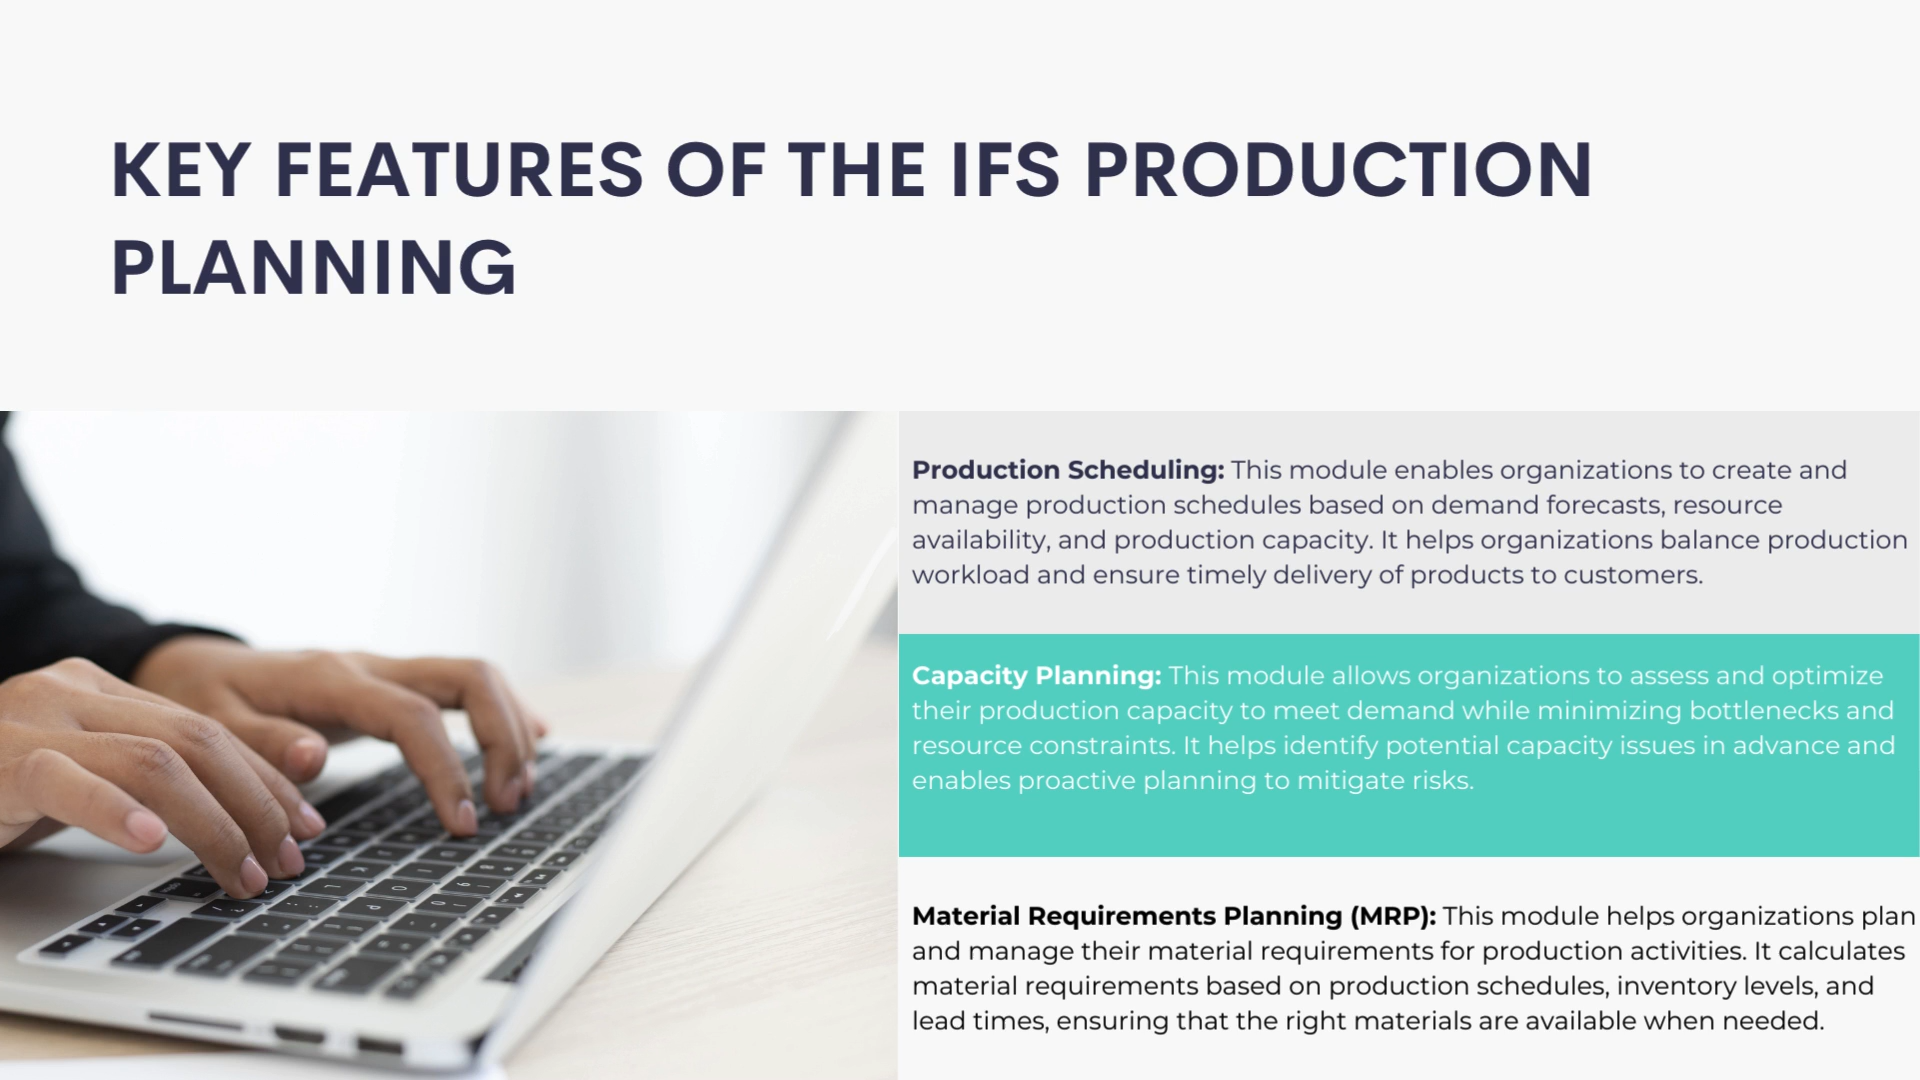 KEY FEATURES OF THE IFS PRODUCTION
PLANNING
Production Scheduling: This module enables organizations to create and
manage production schedules based on demand forecasts, resource
availability, and production capacity. It helps organizations balance production
workload and ensure timely delivery of products to customers.
Capacity Planning: This module allows organizations to assess and optimize
their production capacity to meet demand while minimizing bottlenecks and
resource constraints. It helps identify potential capacity issues in advance and
enables proactive planning to mitigate risks.
Material Requirements Planning (MRP): This module helps organizations plan
and manage their material requirements for production activities. It calculates
material requirements based on production schedules, inventory levels, and
lead times, ensuring that the right materials are available when needed.